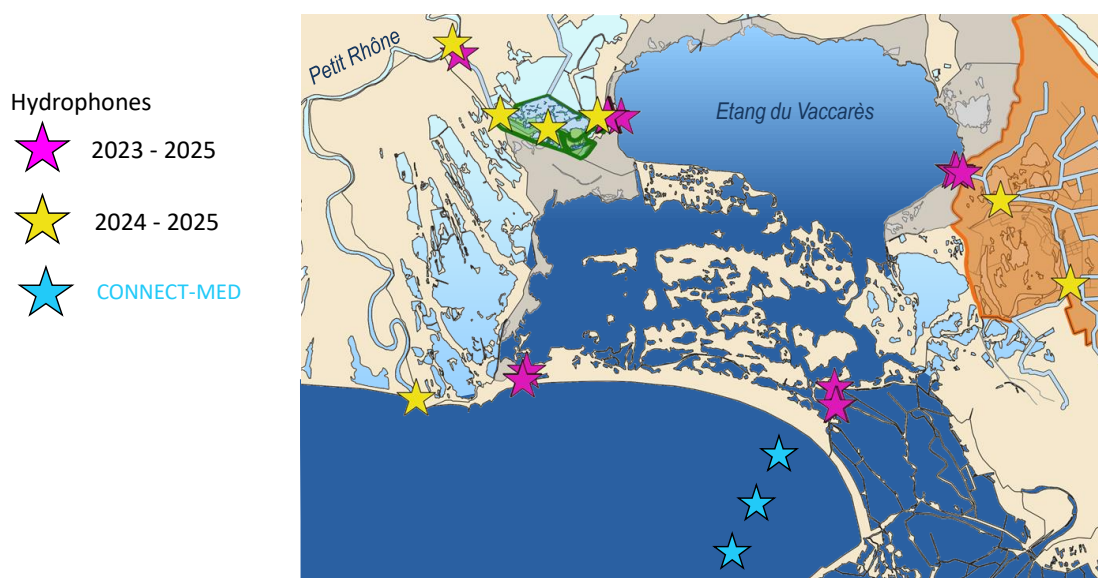 Hydrophones
2023 - 2025
2024 - 2025
CONNECT-MED
Petit Rhône
Etang du Vaccarès